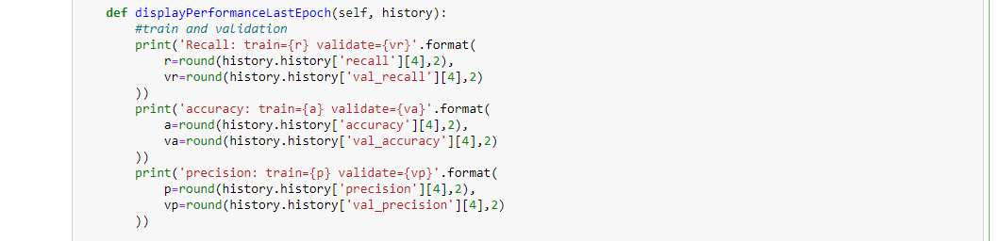 def displayPerformanceLastEpoch(self, history):
#train and validation
print('Recall: train={r} validate={vr}'.format(
r=round(history.history['recall'][4],2),
vr=round(history.history['val_recall'][4],2)
))
print('accuracy: train={a} validate={va}'.format(
a=round(history.history['accuracy'][4],2),
va=round(history.history['val_accuracy'][4],2)
))
print('precision: train={p} validate={vp}'.format(
p=round(history.history['precision'][4],2),
vp=round(history.history['val_precision'][4],2)
))